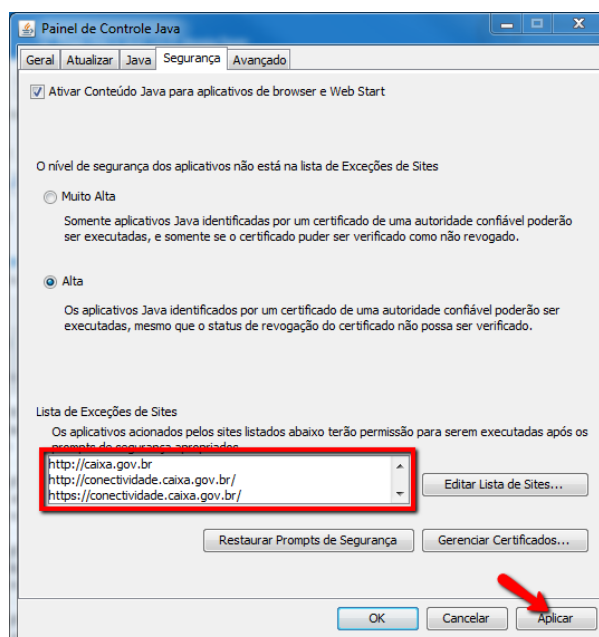 Painel de Controle Java
Geral Atualizar Java Segurança Avançado
Ativar Conteúdo Java para aplicativos de browser e Web Start
O nível de segurança dos aplicativos não está na lista de Exceções de Sites
Muito Alta
Somente aplicativos Java identificadas por um certificado de uma autoridade confiável poderão
ser executadas, e somente se o certificado puder ser verificado como não revogado.
Alta
Os aplicativos Java identificados por um certificado de uma autoridade confiável poderão ser
executadas, mesmo que o status de revogação do certificado não possa ser verificado.
Lista de Exceções de Sites
Os aplicativos acionados pelos sites listados abaixo terão permissão para serem executadas após os
prompts de segurança apropriados
http://caixa.gov.br
http://conectividade.caixa.gov.br/
https://conectividade.caixa.gov.br/
Editar Lista de Sites...
Restaurar Prompts de Segurança Gerenciar Certificados...
OK Cancelar Aplicar